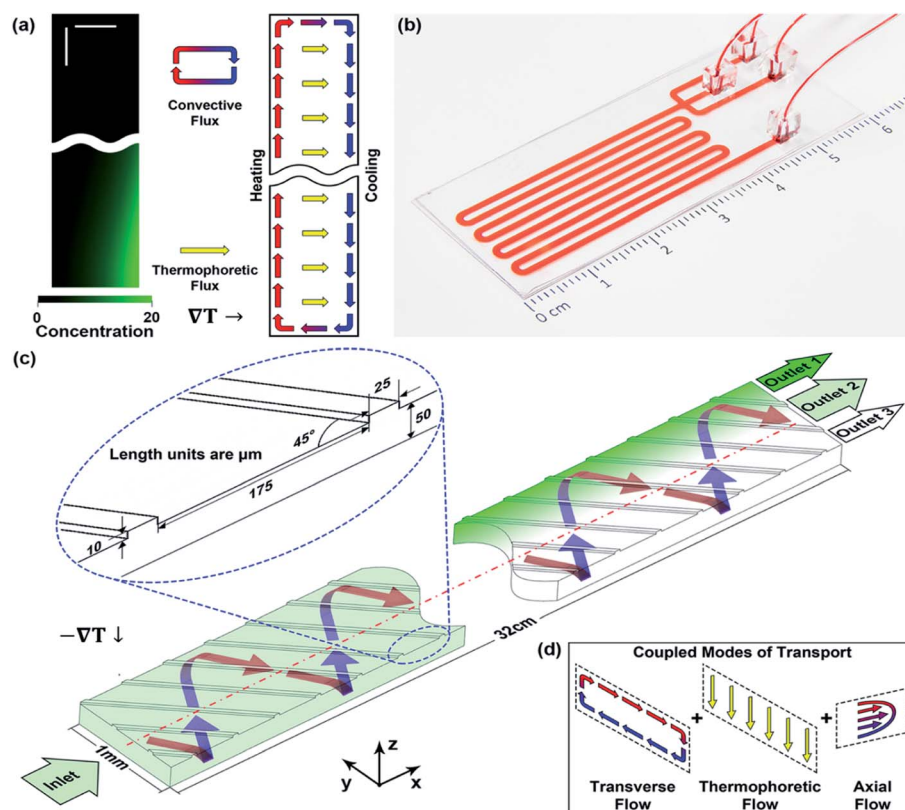 (a)
Convective
Flux
Heating
Cooling
Thermophoretic
Flux
0
20
Concentration
∇T →
(b)
0 cm
1
2
3
4
5
6
(c)
25
50
45°
Length units are μm
175
10
−∇T ↓
Outlet 1
Outlet 2
Outlet 3
32cm
1mm
Inlet
z
y
x
(d)
Coupled Modes of Transport
+
+
Transverse
Flow
Thermophoretic
Flow
Axial
Flow